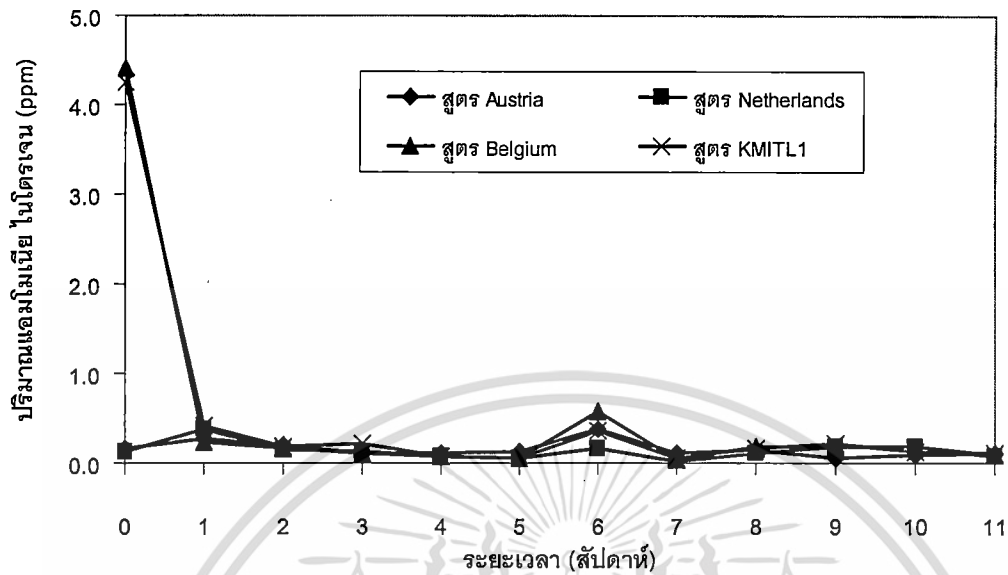 5.0
4.0
3.0
2.0
1.0
0.0
ปริมาณแอมโมเนีย ไนโตรเจน (ppm)
สูตร Austria
สูตร Netherlands
สูตร Belgium
สูตร KMITL1
0 1 2 3 4 5 6 7 8 9 10 11
ระยะเวลา (สัปดาห์)